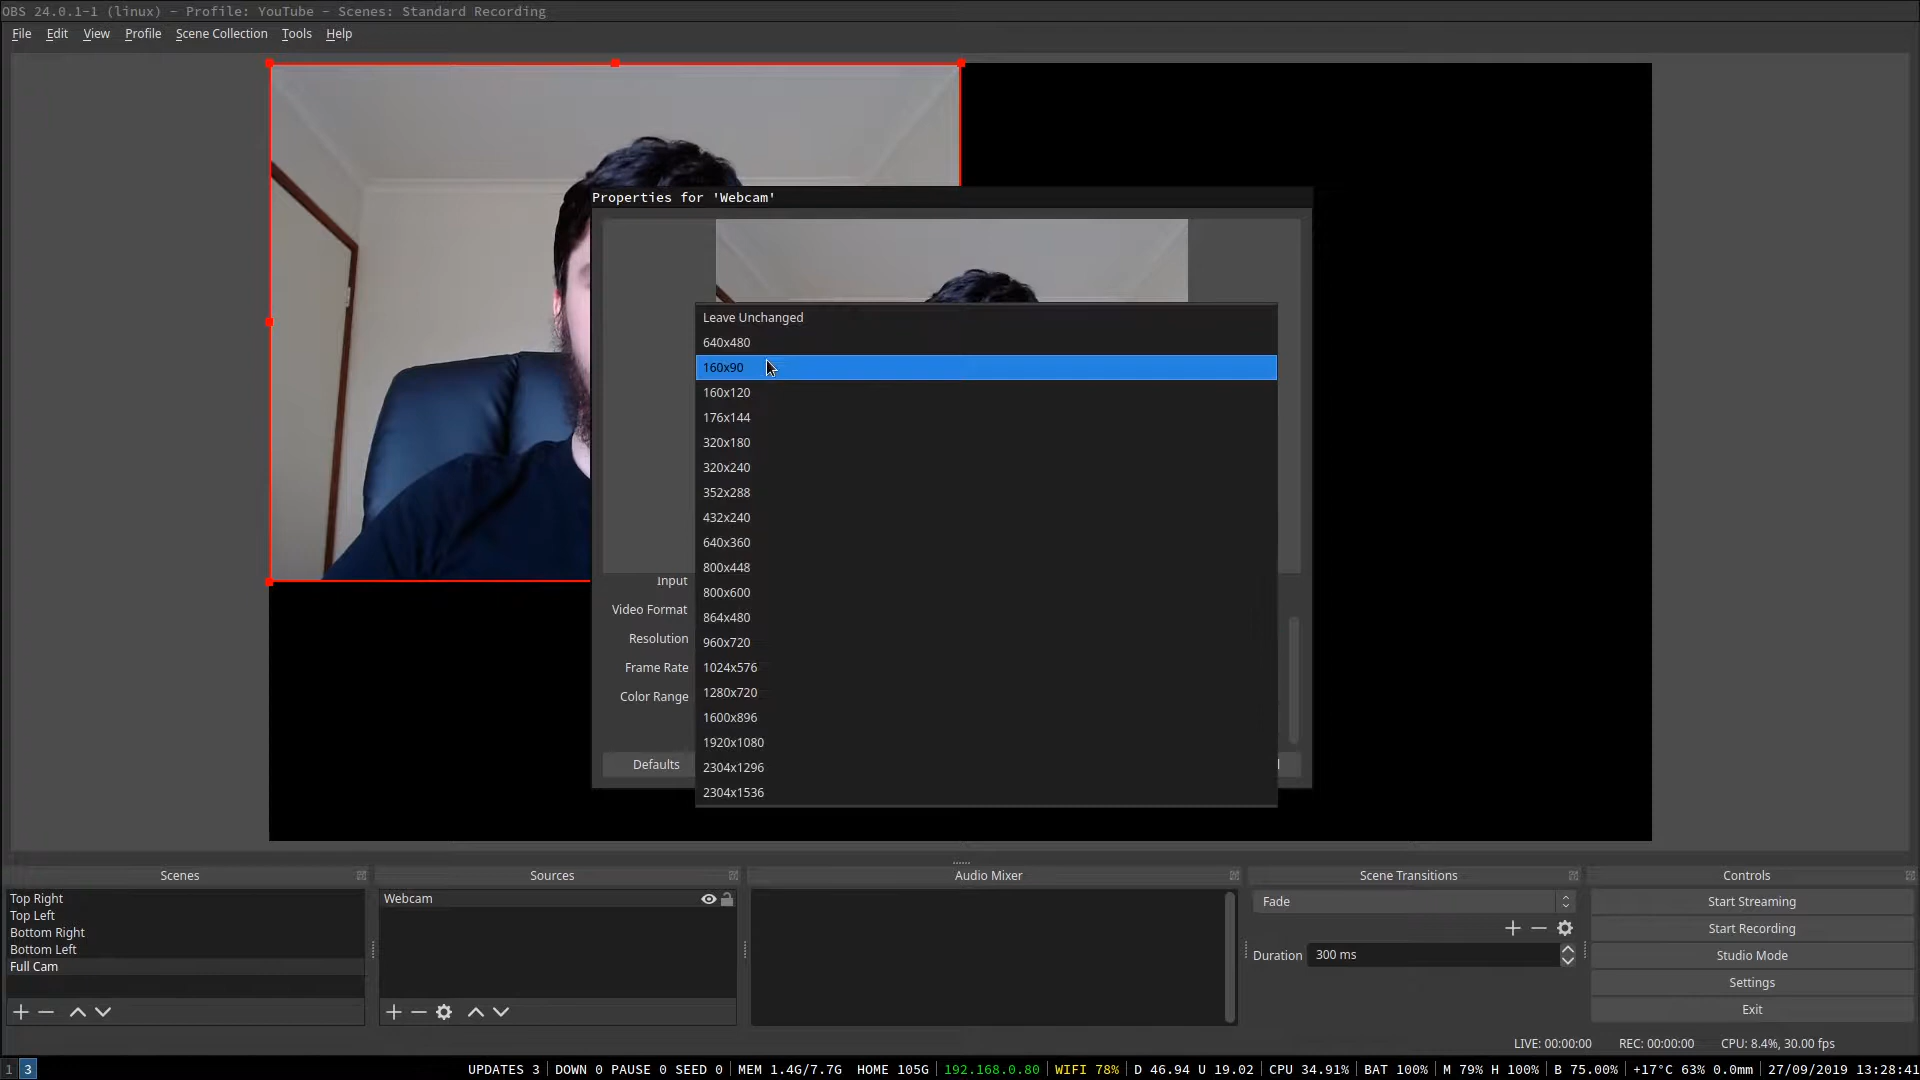 OBS 24.0.1-1 (linux) - Profile: YouTube - Scenes: Standard Recording
File Edit View Profile Scene Collection Tools Help
Properties for 'Webcam'
Leave Unchanged
640x480
160x90
160x120
176x144
320x180
320x240
352x288
432x240
640x360
800x448
800x600
864x480
960x720
1024x576
1280x720
1600x896
1920x1080
2304x1296
2304x1536
Input
Video Format
Resolution
Frame Rate
Color Range
Defaults
Scenes
Top Right
Top Left
Bottom Right
Bottom Left
Full Cam
Sources
Webcam
Audio Mixer
Scene Transitions
Fade
Duration 300 ms
Controls
Start Streaming
Start Recording
Studio Mode
Settings
Exit
LIVE: 00:00:00 REC: 00:00:00 CPU: 8.4%, 30.00 fps
1 3 UPDATES 3 DOWN 0 PAUSE 0 SEED 0 MEM 1.4G/7.7G HOME 105G 192.168.0.80 WIFI 78% D 46.94 U 19.02 CPU 34.91% BAT 100% M 79% H 100% B 75.00% +17°C 63% 0.0mm 27/09/2019 13:28:41